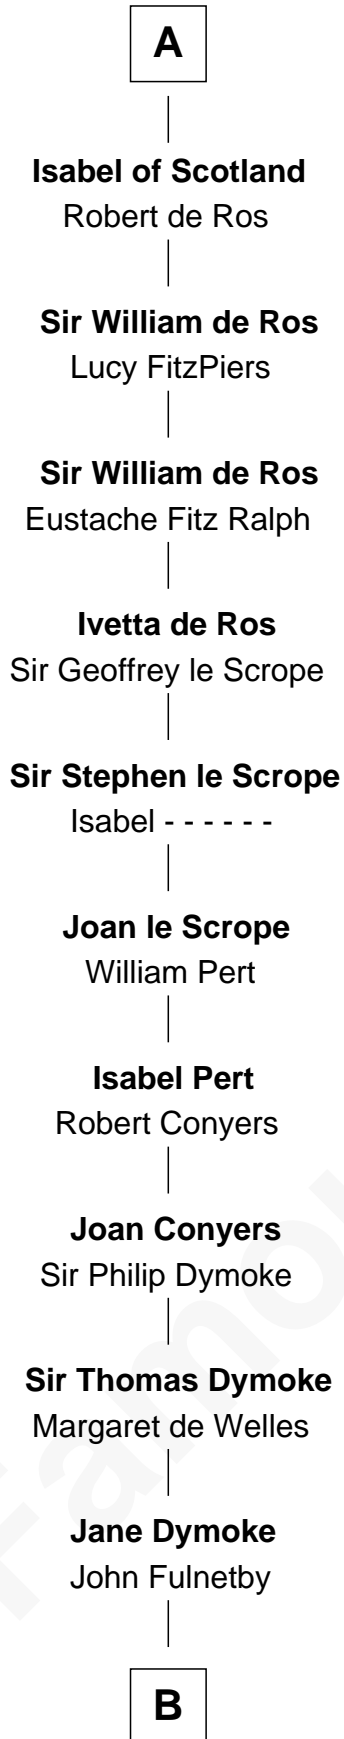 A
Isabel of Scotland
Robert de Ros
Sir William de Ros
Lucy FitzPiers
Sir William de Ros
Eustache Fitz Ralph
Ivetta de Ros
Sir Geoffrey le Scrope
Sir Stephen le Scrope
Isabel - - - - - -
Joan le Scrope
William Pert
Isabel Pert
Robert Conyers
Joan Conyers
Sir Philip Dymoke
Sir Thomas Dymoke
Margaret de Welles
Jane Dymoke
John Fulnetby
B